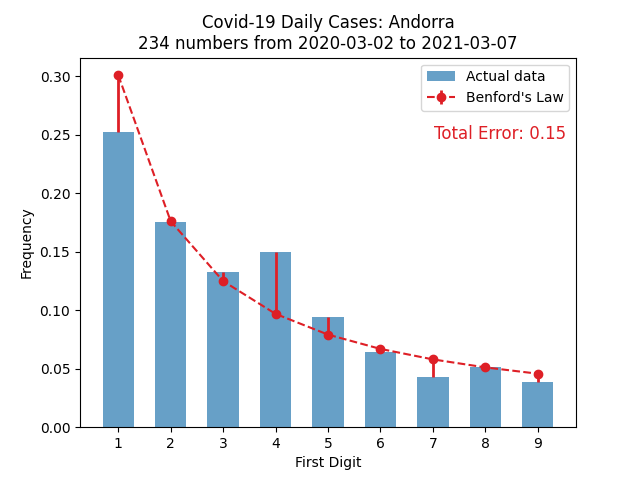 Covid-19 Daily Cases: Andorra
234 numbers from 2020-03-02 to 2021-03-07
Actual data
Benford's Law
Total Error: 0.15
Frequency
0.30
0.25
0.20
0.15
0.10
0.05
0.00
1 2 3 4 5 6 7 8 9
First Digit